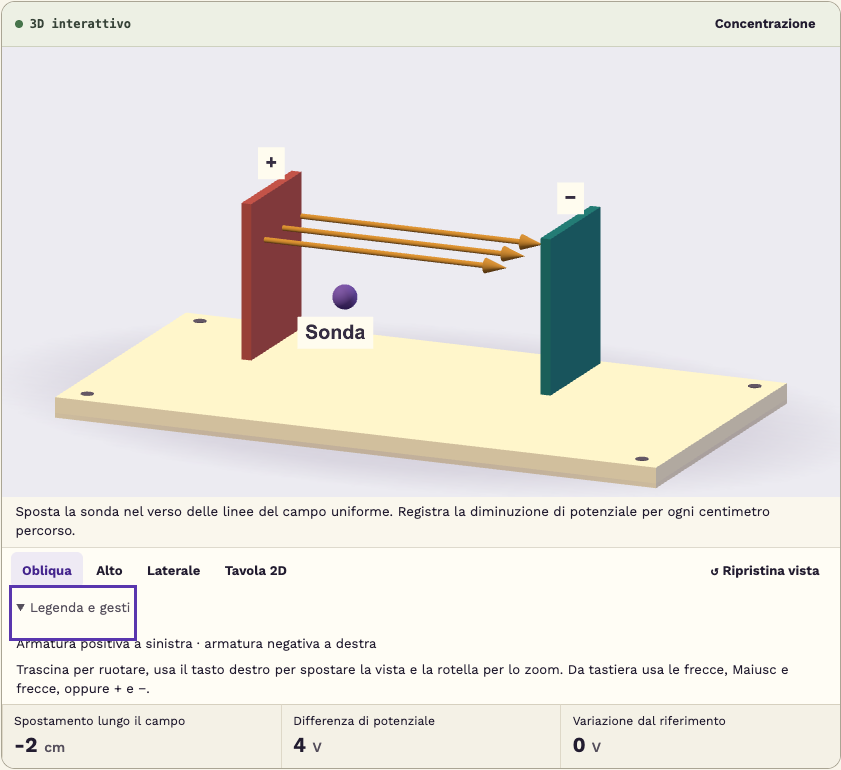 3D interattivo
Concentrazione
+
−
Sonda
Sposta la sonda nel verso delle linee del campo uniforme. Registra la diminuzione di potenziale per ogni centimetro
percorso.
Obliqua Alto Laterale Tavola 2D ↺ Ripristina vista
▼ Legenda e gesti
Armatura positiva a sinistra · armatura negativa a destra
Trascina per ruotare, usa il tasto destro per spostare la vista e la rotella per lo zoom. Da tastiera usa le frecce, Maiusc e
frecce, oppure + e −.
Spostamento lungo il campo
-2 cm
Differenza di potenziale
4 V
Variazione dal riferimento
0 V